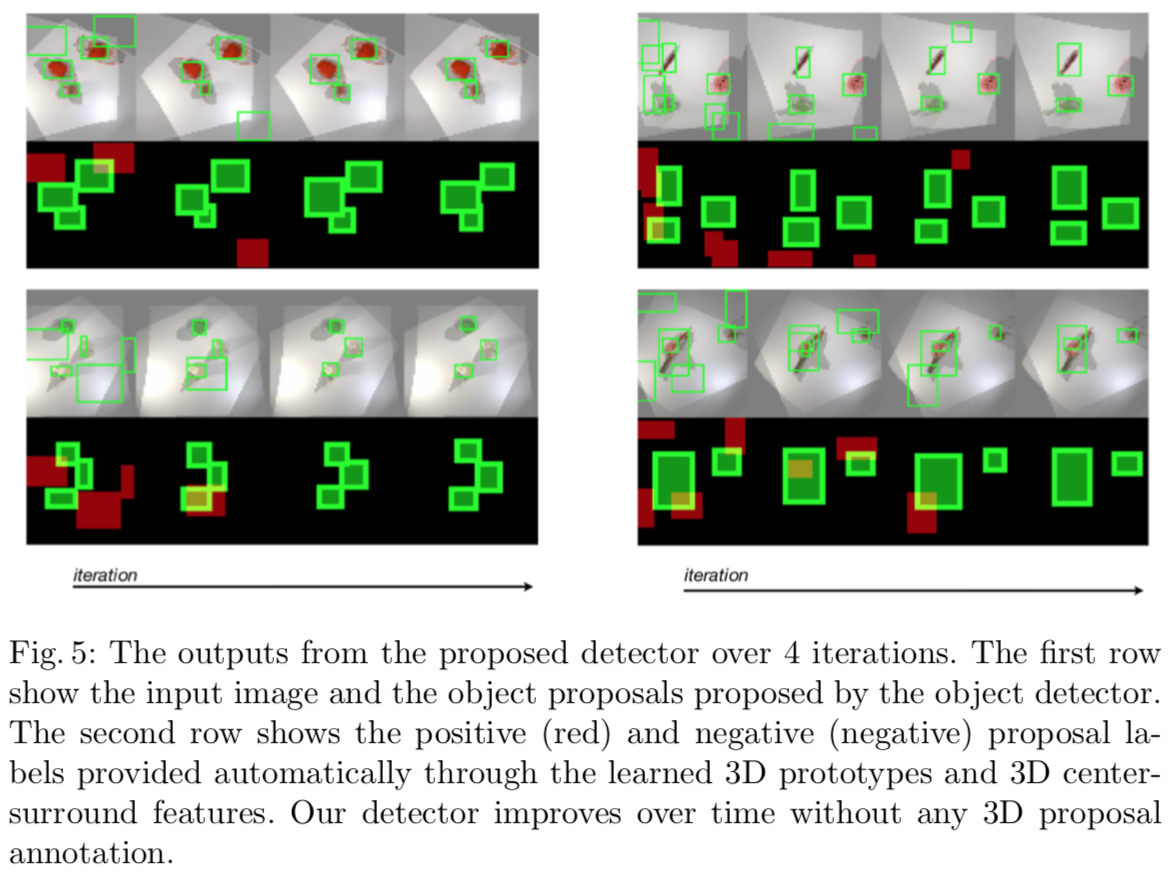 iteration
iteration
Fig. 5: The outputs from the proposed detector over 4 iterations. The first row
show the input image and the object proposals proposed by the object detector.
The second row shows the positive (red) and negative (negative) proposal la-
bels provided automatically through the learned 3D prototypes and 3D center-
surround features. Our detector improves over time without any 3D proposal
annotation.